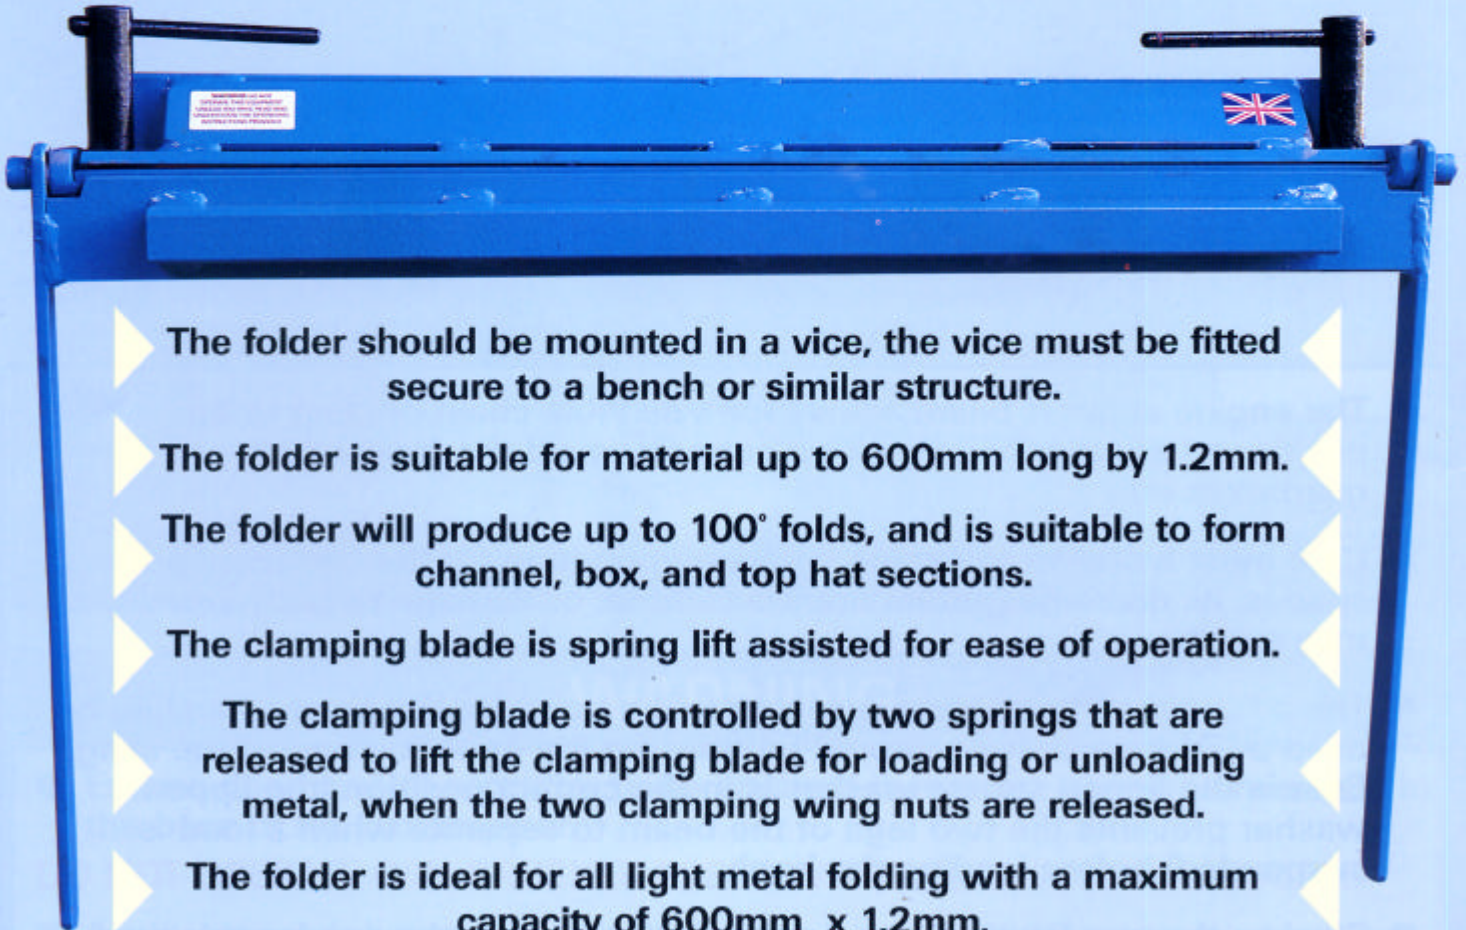 The folder should be mounted in a vice, the vice must be fitted
secure to a bench or similar structure.
The folder is suitable for material up to 600mm long by 1.2mm.
The folder will produce up to 100° folds, and is suitable to form
channel, box, and top hat sections.
The clamping blade is spring lift assisted for ease of operation.
The clamping blade is controlled by two springs that are
released to lift the clamping blade for loading or unloading
metal, when the two clamping wing nuts are released.
The folder is ideal for all light metal folding with a maximum
capacity of 600mm x 1.2mm.